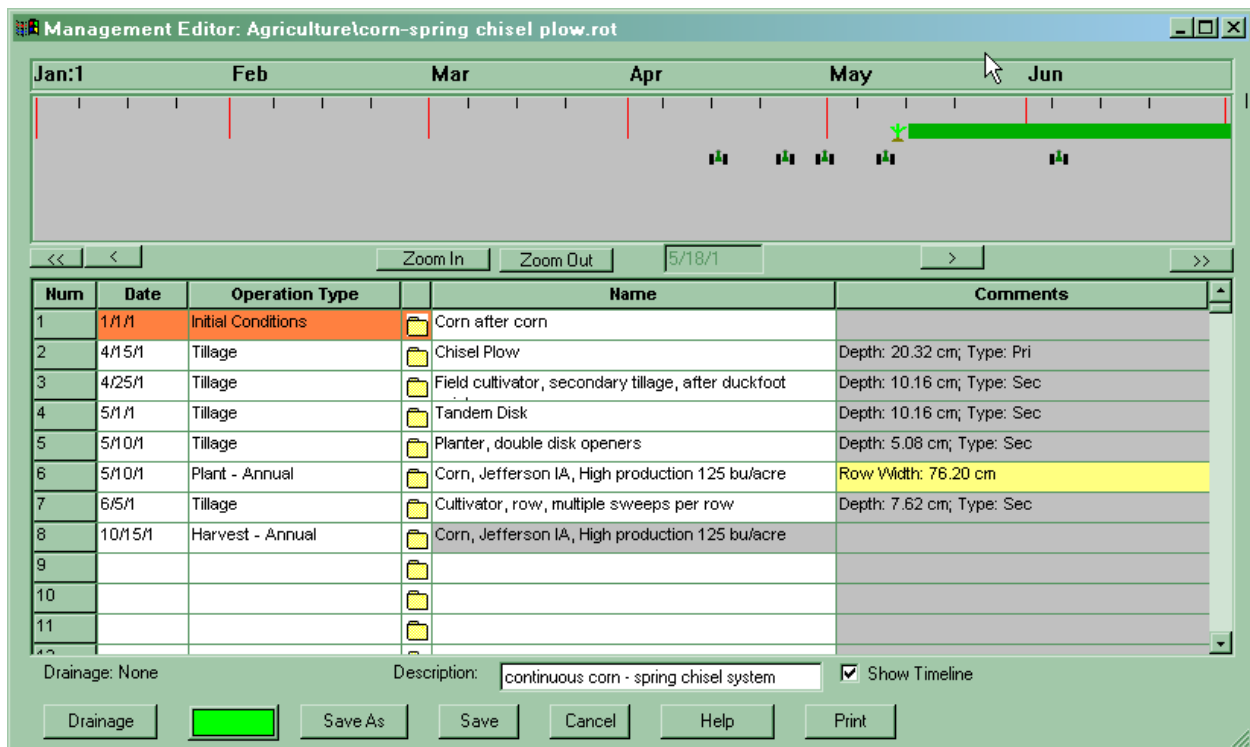 Management Editor: Agriculture\corn-spring chisel plow.rot
Jan:1 Feb Mar Apr May Jun
<< < Zoom In Zoom Out 5/18/1 > >>
Num Date Operation Type Name Comments
1 1/1/1 Initial Conditions Corn after corn
2 4/15/1 Tillage Chisel Plow Depth: 20.32 cm; Type: Pri
3 4/25/1 Tillage Field cultivator, secondary tillage, after duckfoot Depth: 10.16 cm; Type: Sec
4 5/1/1 Tillage Tandem Disk Depth: 10.16 cm; Type: Sec
5 5/10/1 Tillage Planter, double disk openers Depth: 5.08 cm; Type: Sec
6 5/10/1 Plant - Annual Corn, Jefferson IA, High production 125 bu/acre Row Width: 76.20 cm
7 6/5/1 Tillage Cultivator, row, multiple sweeps per row Depth: 7.62 cm; Type: Sec
8 10/15/1 Harvest - Annual Corn, Jefferson IA, High production 125 bu/acre
9
10
11
Drainage: None Description: continuous corn - spring chisel system Show Timeline
Drainage Save As Save Cancel Help Print